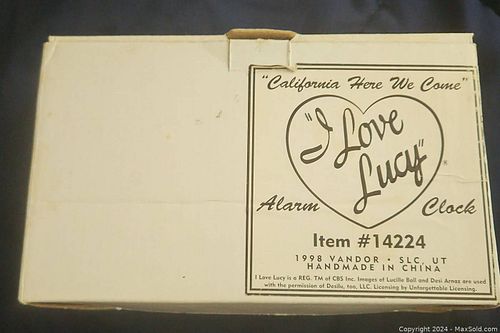 "California Here We Come"
"I Love
Lucy"®
Alarm Clock
Item #14224
1998 VANDOR • SLC, UT
HANDMADE IN CHINA
I Love Lucy is a REG. TM of CBS Inc. Images of Lucille Ball and Desi Arnaz are used
with the permission of Desilu, too, LLC. Licensing by Unforgettable Licensing.
Copyright 2024 - MaxSold.com